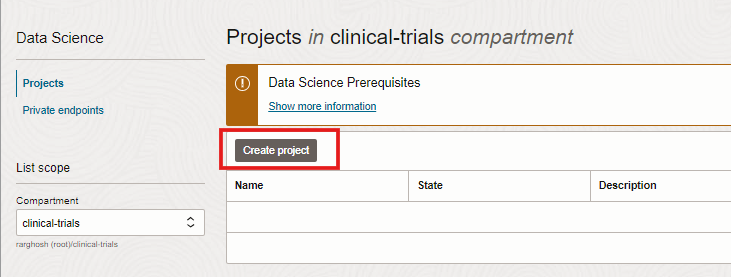 Data Science
Projects
Private endpoints
List scope
Compartment
clinical-trials
rarghosh (root)/clinical-trials
Projects in clinical-trials compartment
Data Science Prerequisites
Show more information
Create project
Name State Description